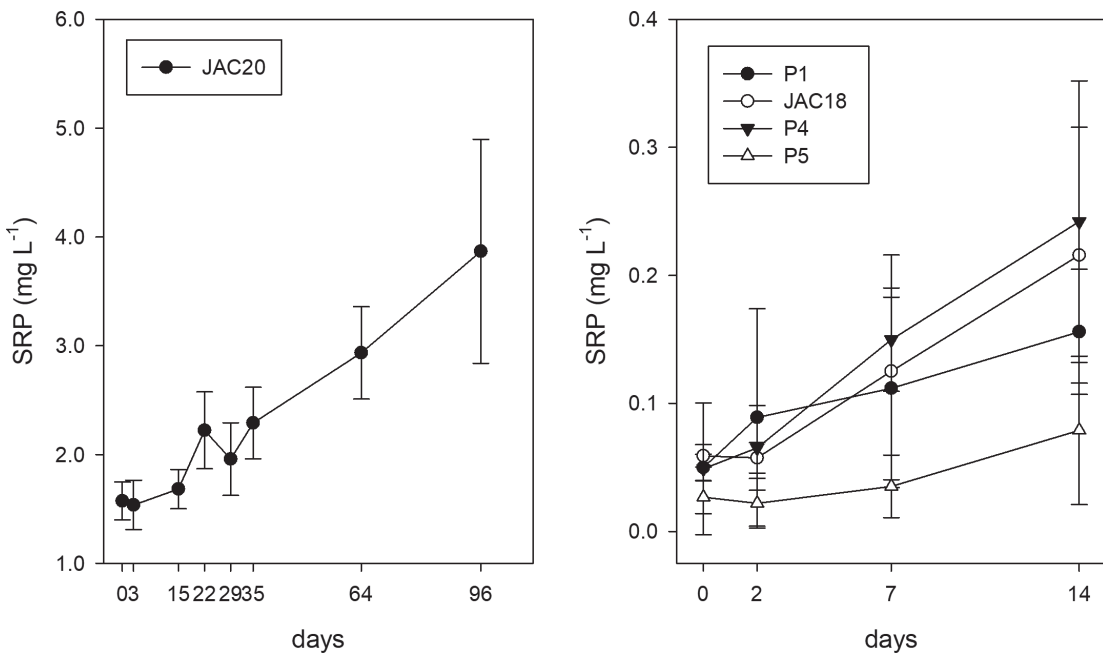 6.0
5.0
4.0
3.0
2.0
1.0
SRP (mg L⁻¹)
JAC20
03 15 22 29 35 64 96
days
0.4
0.3
0.2
0.1
0.0
SRP (mg L⁻¹)
P1
JAC18
P4
P5
0 2 7 14
days